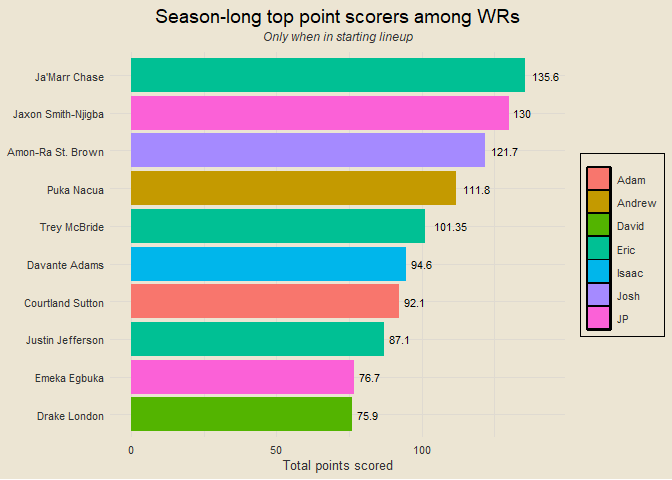 Season-long top point scorers among WRs
Only when in starting lineup
Ja'Marr Chase 135.6
Jaxon Smith-Njigba 130
Amon-Ra St. Brown 121.7
Puka Nacua 111.8
Trey McBride 101.35
Davante Adams 94.6
Courtland Sutton 92.1
Justin Jefferson 87.1
Emeka Egbuka 76.7
Drake London 75.9
0 50 100
Total points scored
Adam
Andrew
David
Eric
Isaac
Josh
JP